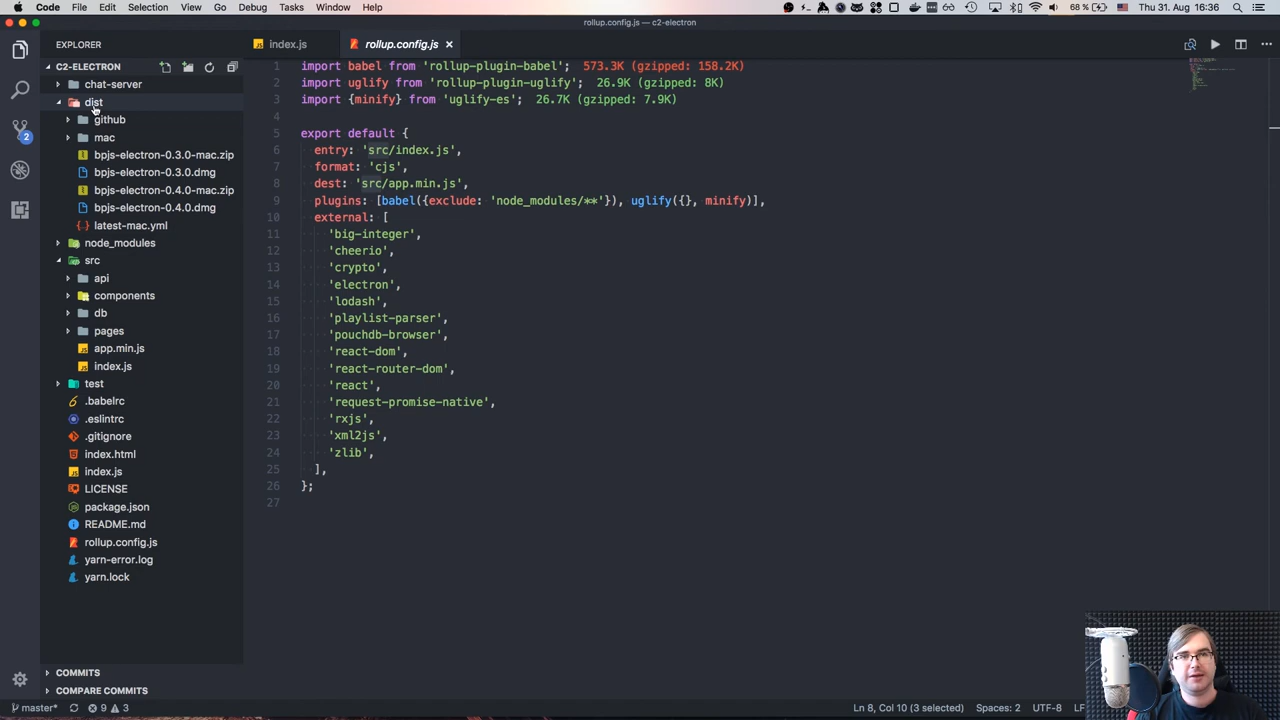 Code File Edit Selection View Go Debug Tasks Window Help
68 % Thu 31. Aug 16:36
rollup.config.js — c2-electron
EXPLORER
C2-ELECTRON
chat-server
dist
github
mac
bpjs-electron-0.3.0-mac.zip
bpjs-electron-0.3.0.dmg
bpjs-electron-0.4.0-mac.zip
bpjs-electron-0.4.0.dmg
latest-mac.yml
node_modules
src
api
components
db
pages
app.min.js
index.js
test
.babelrc
.eslintrc
.gitignore
index.html
index.js
LICENSE
package.json
README.md
rollup.config.js
yarn-error.log
yarn.lock
COMMITS
COMPARE COMMITS
2
JS index.js
rollup.config.js ×
1 import babel from 'rollup-plugin-babel'; 573.3K (gzipped: 158.2K)
2 import uglify from 'rollup-plugin-uglify'; 26.9K (gzipped: 8K)
3 import {minify} from 'uglify-es'; 26.7K (gzipped: 7.9K)
4
5 export default {
6 entry: 'src/index.js',
7 format: 'cjs',
8 dest: 'src/app.min.js',
9 plugins: [babel({exclude: 'node_modules/**'}), uglify({}, minify)],
10 external: [
11 'big-integer',
12 'cheerio',
13 'crypto',
14 'electron',
15 'lodash',
16 'playlist-parser',
17 'pouchdb-browser',
18 'react-dom',
19 'react-router-dom',
20 'react',
21 'request-promise-native',
22 'rxjs',
23 'xml2js',
24 'zlib',
25 ],
26 };
27
master* 9 3
Ln 8, Col 10 (3 selected) Spaces: 2 UTF-8 LF